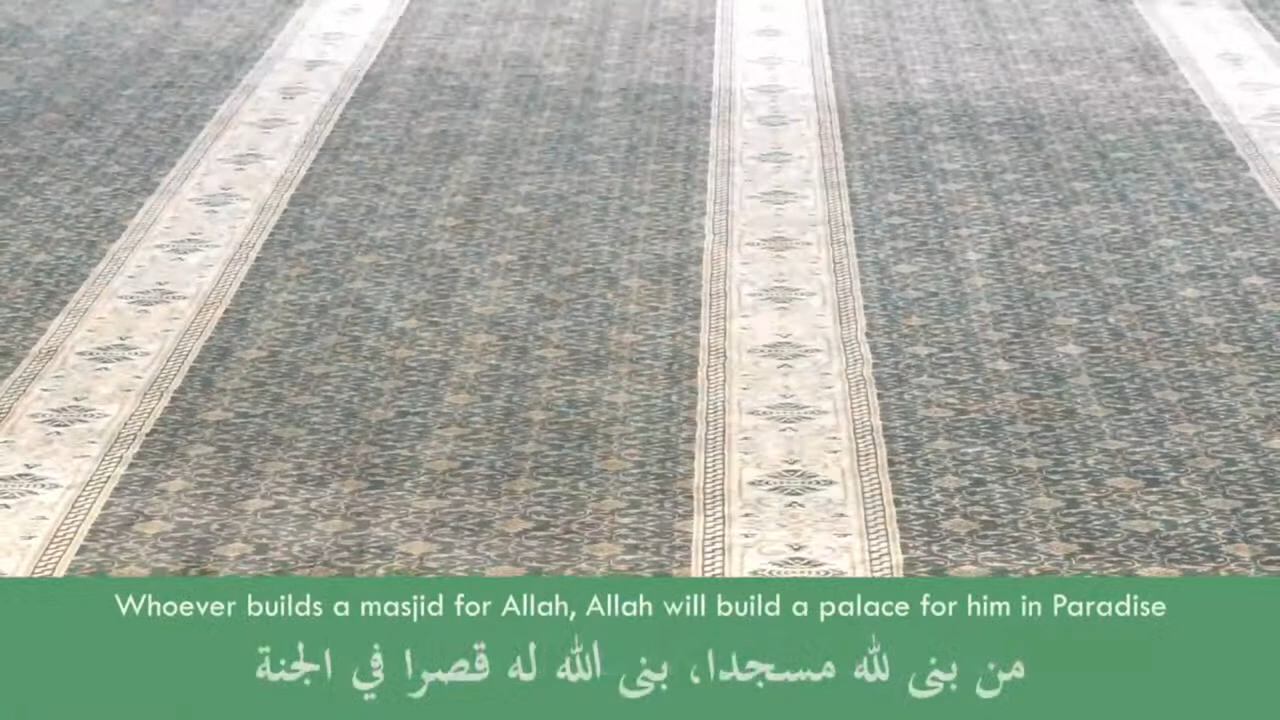 Whoever builds a masjid for Allah, Allah will build a palace for him in Paradise
من بنى لله مسجدا، بنى الله له قصرا في الجنة